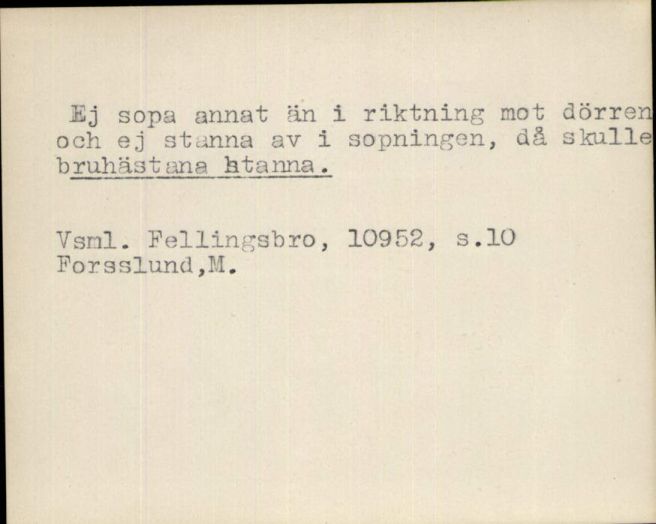 Ej sopa annat än i riktning mot dörren
och ej stanna av i sopningen, då skulle
bruhästana stanna.
Vsml. Fellingsbro, 10952, s.10
Forsslund,M.